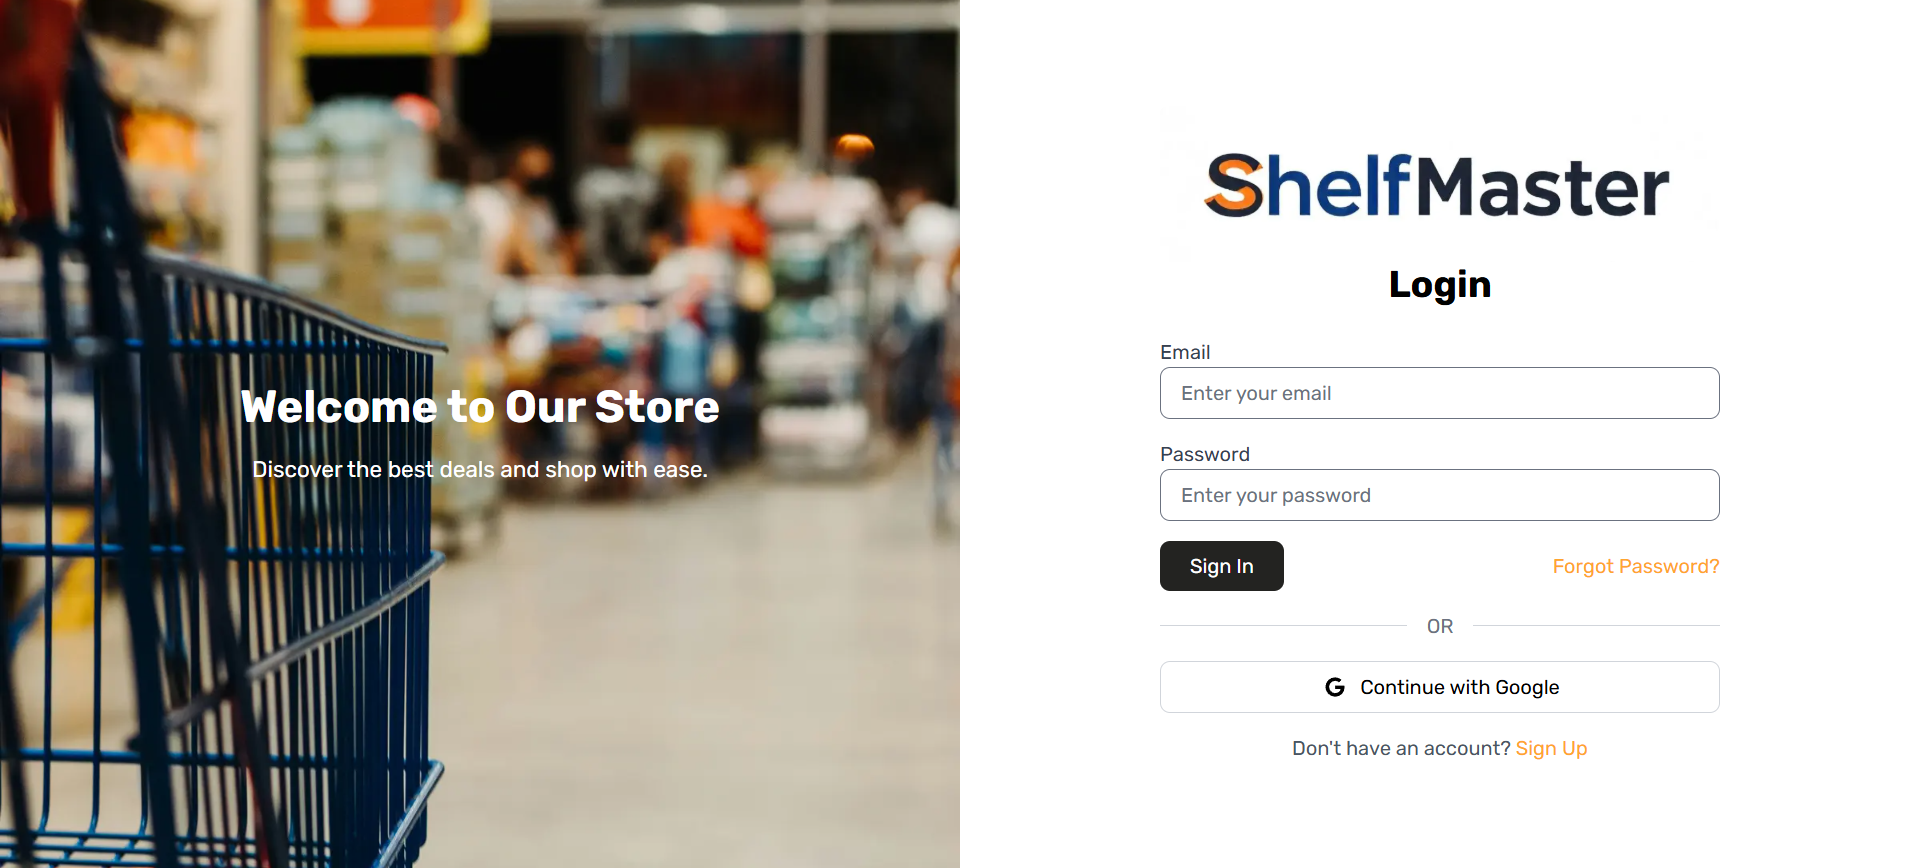 Welcome to Our Store
Discover the best deals and shop with ease.
ShelfMaster
Login
Email
Enter your email
Password
Enter your password
Sign In
Forgot Password?
OR
Continue with Google
Don't have an account? Sign Up